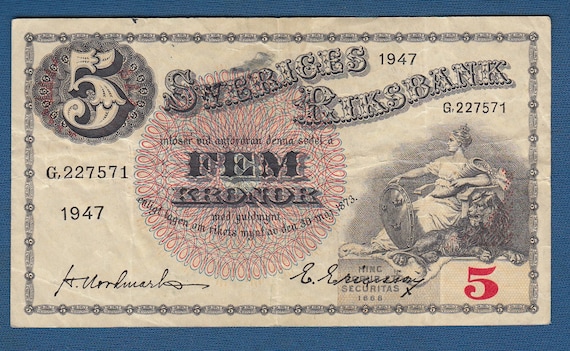 5
SVERIGES
RIKSBANK
1947
G,227571
inlöser vid anfordran denna sedel å
FEM
KRONOR
med guldmynt
enligt lagen om rikets mynt av den 30 maj 1873.
G,227571
1947
HINC
SECURITAS
1668
5